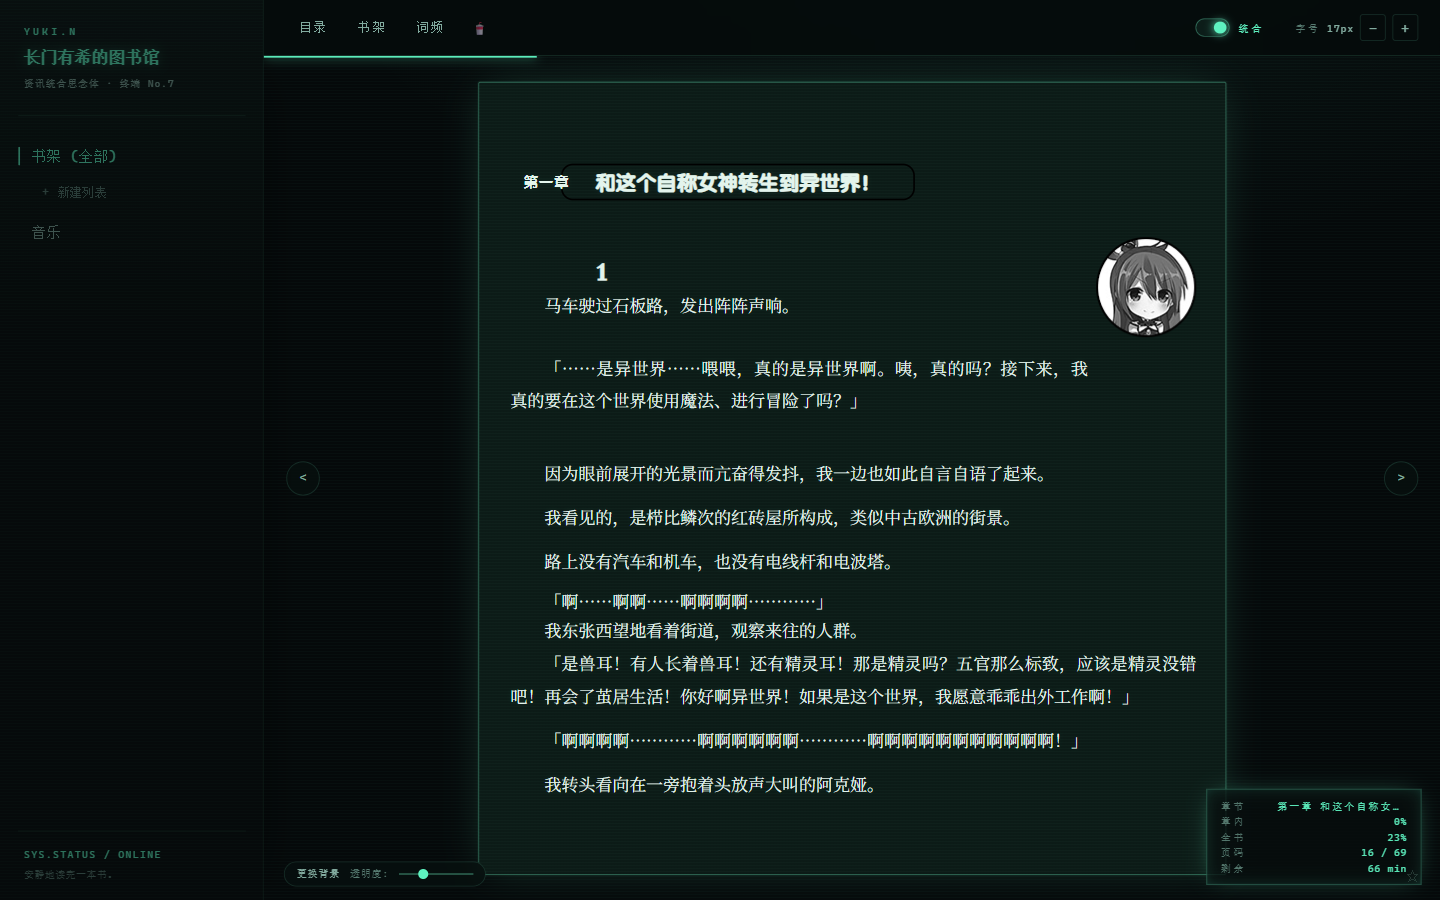 YUKI.N
长门有希的图书馆
资讯统合思念体 · 终端 No.7
书架 (全部)
+ 新建列表
音乐
SYS.STATUS / ONLINE
安静地读完一本书。
目录 书架 词频
统合
字号 17px − +
第一章 和这个自称女神转生到异世界！
1
马车驶过石板路，发出阵阵声响。
「……是异世界……喂喂，真的是异世界啊。咦，真的吗？接下来，我
真的要在这个世界使用魔法、进行冒险了吗？」
因为眼前展开的光景而亢奋得发抖，我一边也如此自言自语了起来。
我看见的，是栉比鳞次的红砖屋所构成，类似中古欧洲的街景。
路上没有汽车和机车，也没有电线杆和电波塔。
「啊……啊啊……啊啊啊啊…………」
我东张西望地看着街道，观察来往的人群。
「是兽耳！有人长着兽耳！还有精灵耳！那是精灵吗？五官那么标致，应该是精灵没错
吧！再会了茧居生活！你好啊异世界！如果是这个世界，我愿意乖乖出外工作啊！」
「啊啊啊啊…………啊啊啊啊啊啊…………啊啊啊啊啊啊啊啊啊啊啊！」
我转头看向在一旁抱着头放声大叫的阿克娅。
< >
更换背景 透明度：
章节 第一章 和这个自称女…
章内 0%
全书 23%
页码 16 / 69
剩余 66 min